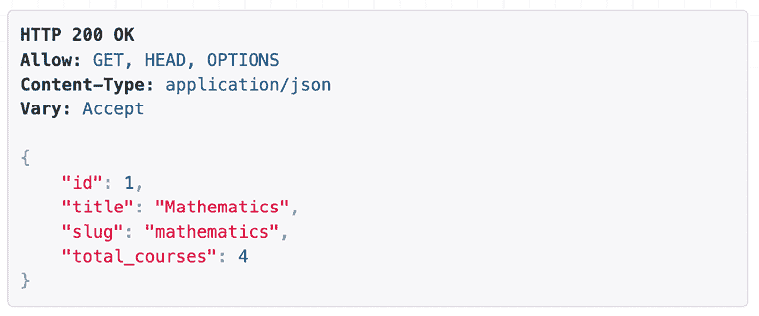 HTTP 200 OK
Allow: GET, HEAD, OPTIONS
Content-Type: application/json
Vary: Accept
{
    "id": 1,
    "title": "Mathematics",
    "slug": "mathematics",
    "total_courses": 4
}